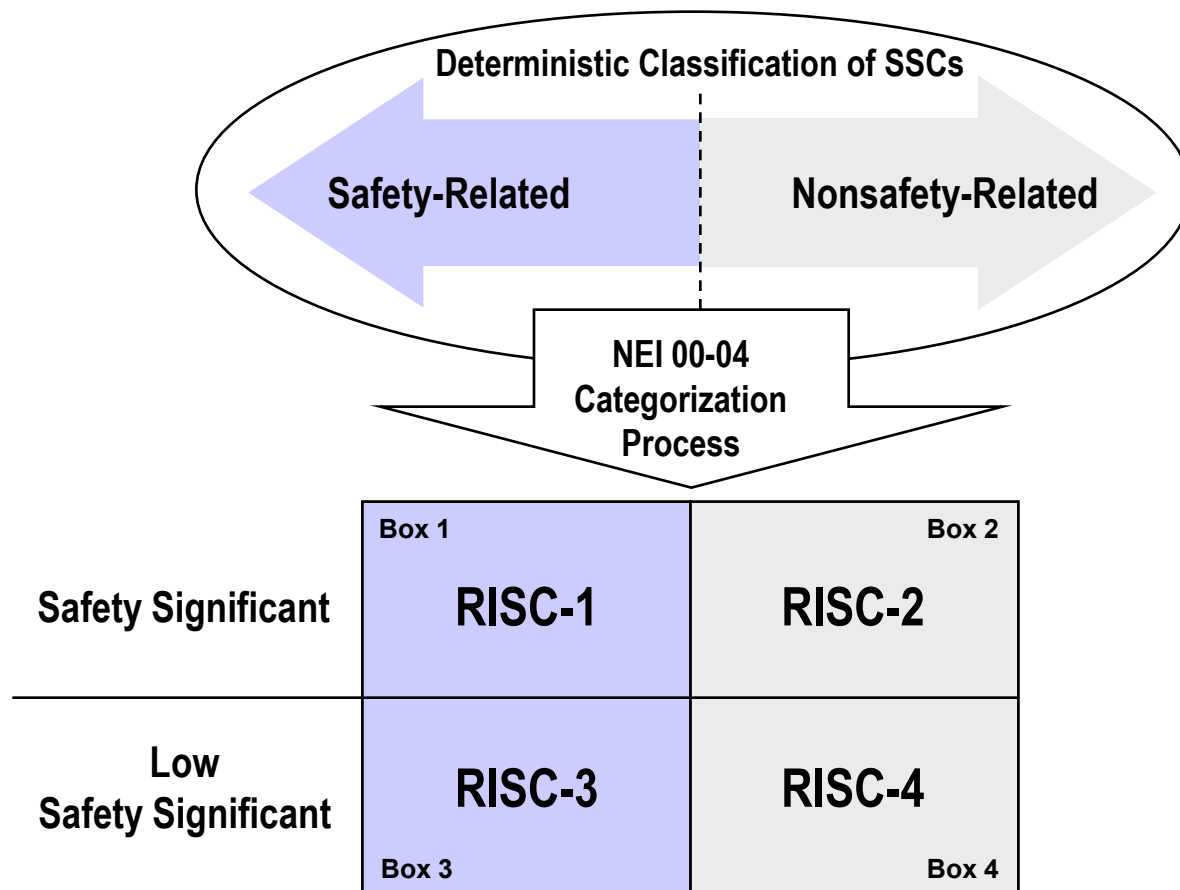 Deterministic Classification of SSCs
Safety-Related
Nonsafety-Related
NEI 00-04
Categorization
Process
Box 1
Box 2
Safety Significant
RISC-1
RISC-2
Low
Safety Significant
RISC-3
RISC-4
Box 3
Box 4